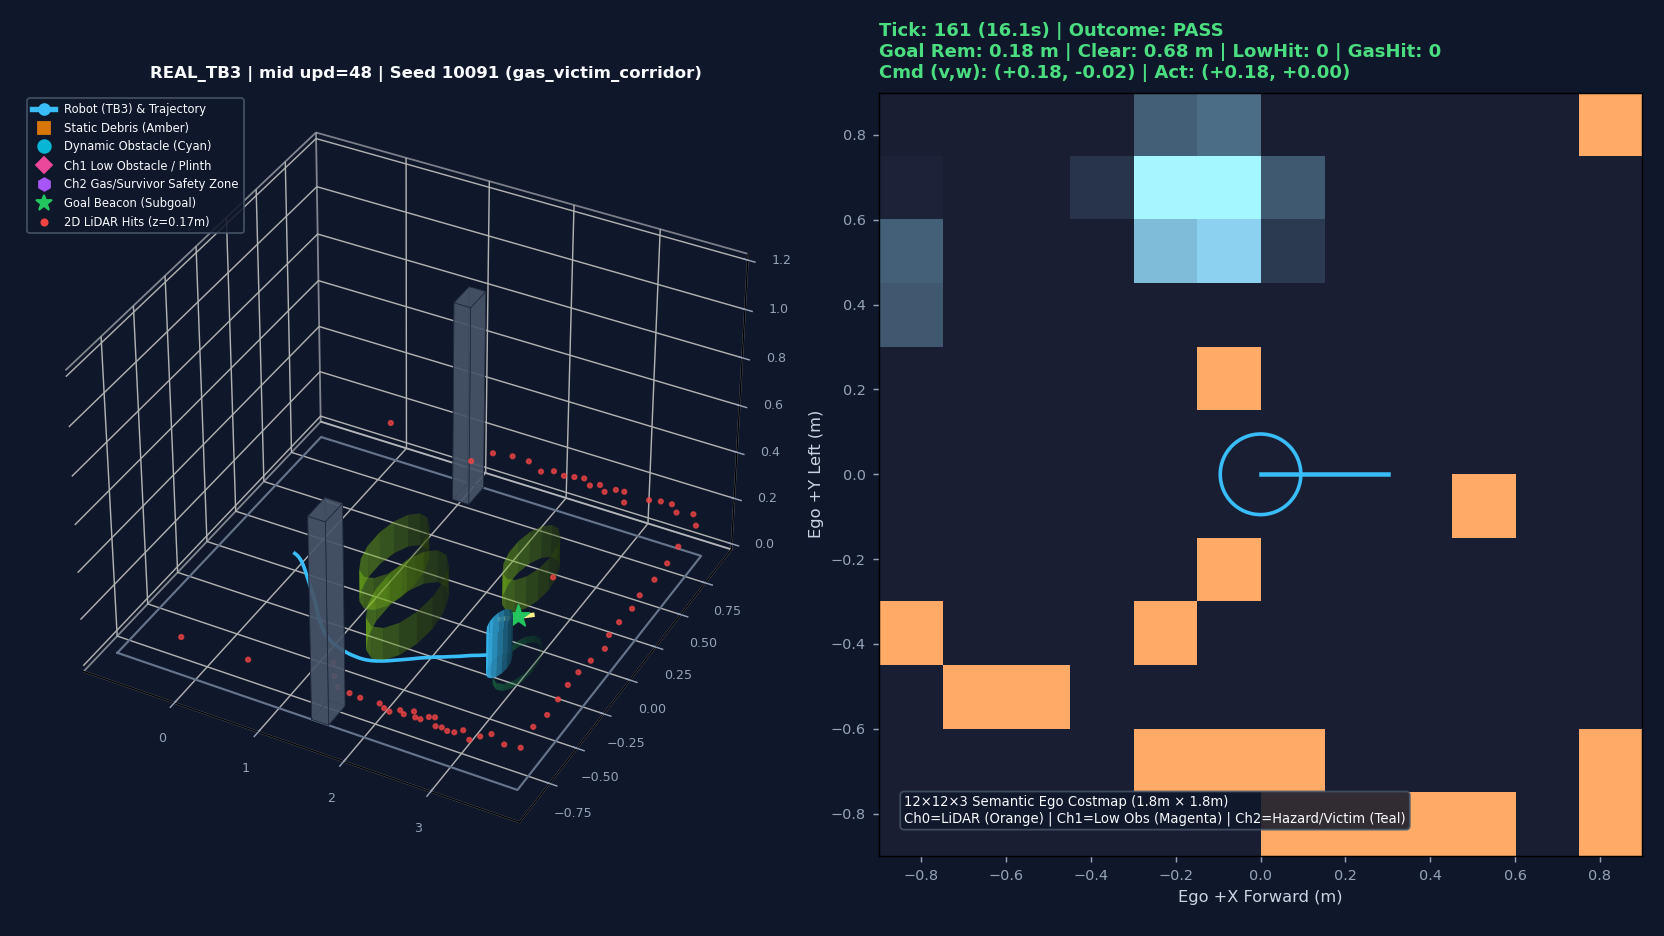 REAL_TB3 | mid upd=48 | Seed 10091 (gas_victim_corridor)
Robot (TB3) & Trajectory
Static Debris (Amber)
Dynamic Obstacle (Cyan)
Ch1 Low Obstacle / Plinth
Ch2 Gas/Survivor Safety Zone
Goal Beacon (Subgoal)
2D LiDAR Hits (z=0.17m)
1.2
1.0
0.8
0.6
0.4
0.2
0.0
0.75
0.50
0.25
0.00
−0.25
−0.50
−0.75
0
1
2
3
Tick: 161 (16.1s) | Outcome: PASS
Goal Rem: 0.18 m | Clear: 0.68 m | LowHit: 0 | GasHit: 0
Cmd (v,w): (+0.18, -0.02) | Act: (+0.18, +0.00)
Ego +Y Left (m)
0.8
0.6
0.4
0.2
0.0
−0.2
−0.4
−0.6
−0.8
12×12×3 Semantic Ego Costmap (1.8m × 1.8m)
Ch0=LiDAR (Orange) | Ch1=Low Obs (Magenta) | Ch2=Hazard/Victim (Teal)
−0.8 −0.6 −0.4 −0.2 0.0 0.2 0.4 0.6 0.8
Ego +X Forward (m)